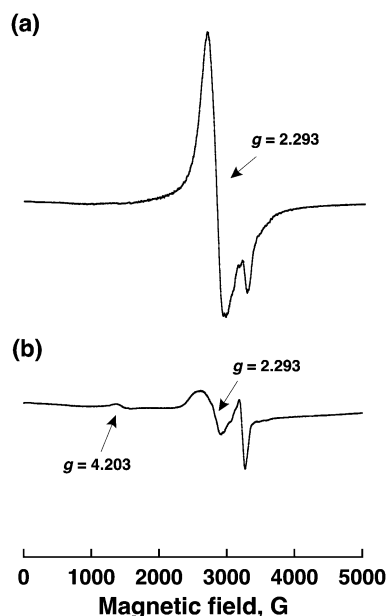 (a)
g = 2.293
(b)
g = 2.293
g = 4.203
0 1000 2000 3000 4000 5000
Magnetic field, G